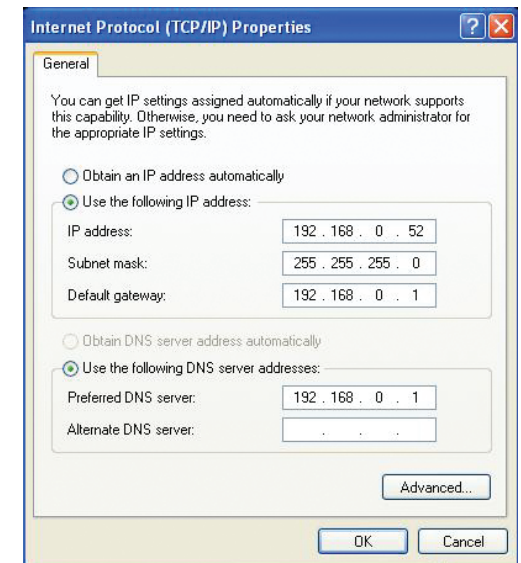 Internet Protocol (TCP/IP) Properties
General
You can get IP settings assigned automatically if your network supports
this capability. Otherwise, you need to ask your network administrator for
the appropriate IP settings.
Obtain an IP address automatically
Use the following IP address:
IP address: 192 . 168 . 0 . 52
Subnet mask: 255 . 255 . 255 . 0
Default gateway: 192 . 168 . 0 . 1
Obtain DNS server address automatically
Use the following DNS server addresses:
Preferred DNS server: 192 . 168 . 0 . 1
Alternate DNS server: . . .
Advanced...
OK Cancel